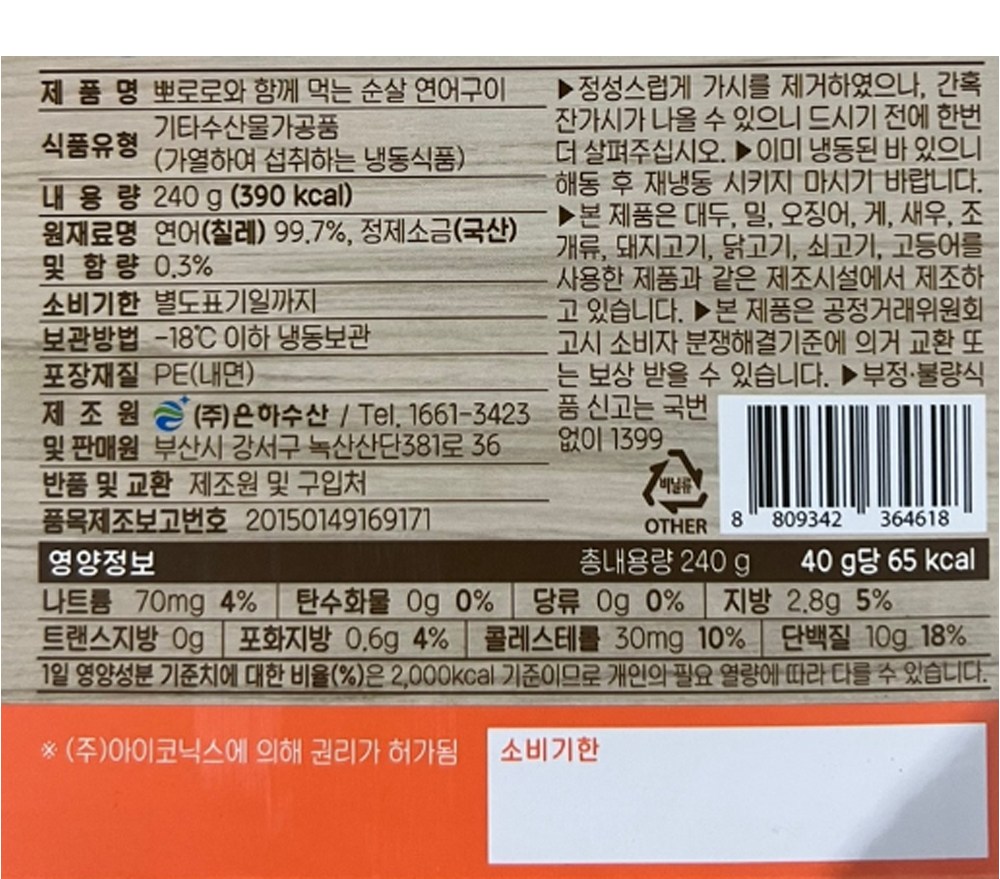 제 품 명 뽀로로와 함께 먹는 순살 연어구이
식품유형 기타수산물가공품
(가열하여 섭취하는 냉동식품)
내 용 량 240 g (390 kcal)
원재료명 및 함량 연어(칠레) 99.7%, 정제소금(국산)
0.3%
소비기한 별도표기일까지
보관방법 -18℃ 이하 냉동보관
포장재질 PE(내면)
제 조 원 및 판매원 (주)은하수산 / Tel. 1661-3423
부산시 강서구 녹산산단381로 36
반품 및 교환 제조원 및 구입처
품목제조보고번호 20150149169171
▶정성스럽게 가시를 제거하였으나, 간혹
잔가시가 나올 수 있으니 드시기 전에 한번
더 살펴주십시오. ▶이미 냉동된 바 있으니
해동 후 재냉동 시키지 마시기 바랍니다.
▶본 제품은 대두, 밀, 오징어, 게, 새우, 조
개류, 돼지고기, 닭고기, 쇠고기, 고등어를
사용한 제품과 같은 제조시설에서 제조하
고 있습니다. ▶본 제품은 공정거래위원회
고시 소비자 분쟁해결기준에 의거 교환 또
는 보상 받을 수 있습니다. ▶부정·불량식
품 신고는 국번
없이 1399
비닐류
OTHER
8 809342 364618
영양정보 총내용량 240 g 40 g당 65 kcal
나트륨 70mg 4% 탄수화물 0g 0% 당류 0g 0% 지방 2.8g 5%
트랜스지방 0g 포화지방 0.6g 4% 콜레스테롤 30mg 10% 단백질 10g 18%
1일 영양성분 기준치에 대한 비율(%)은 2,000kcal 기준이므로 개인의 필요 열량에 따라 다를 수 있습니다.
※ (주)아이코닉스에 의해 권리가 허가됨
소비기한